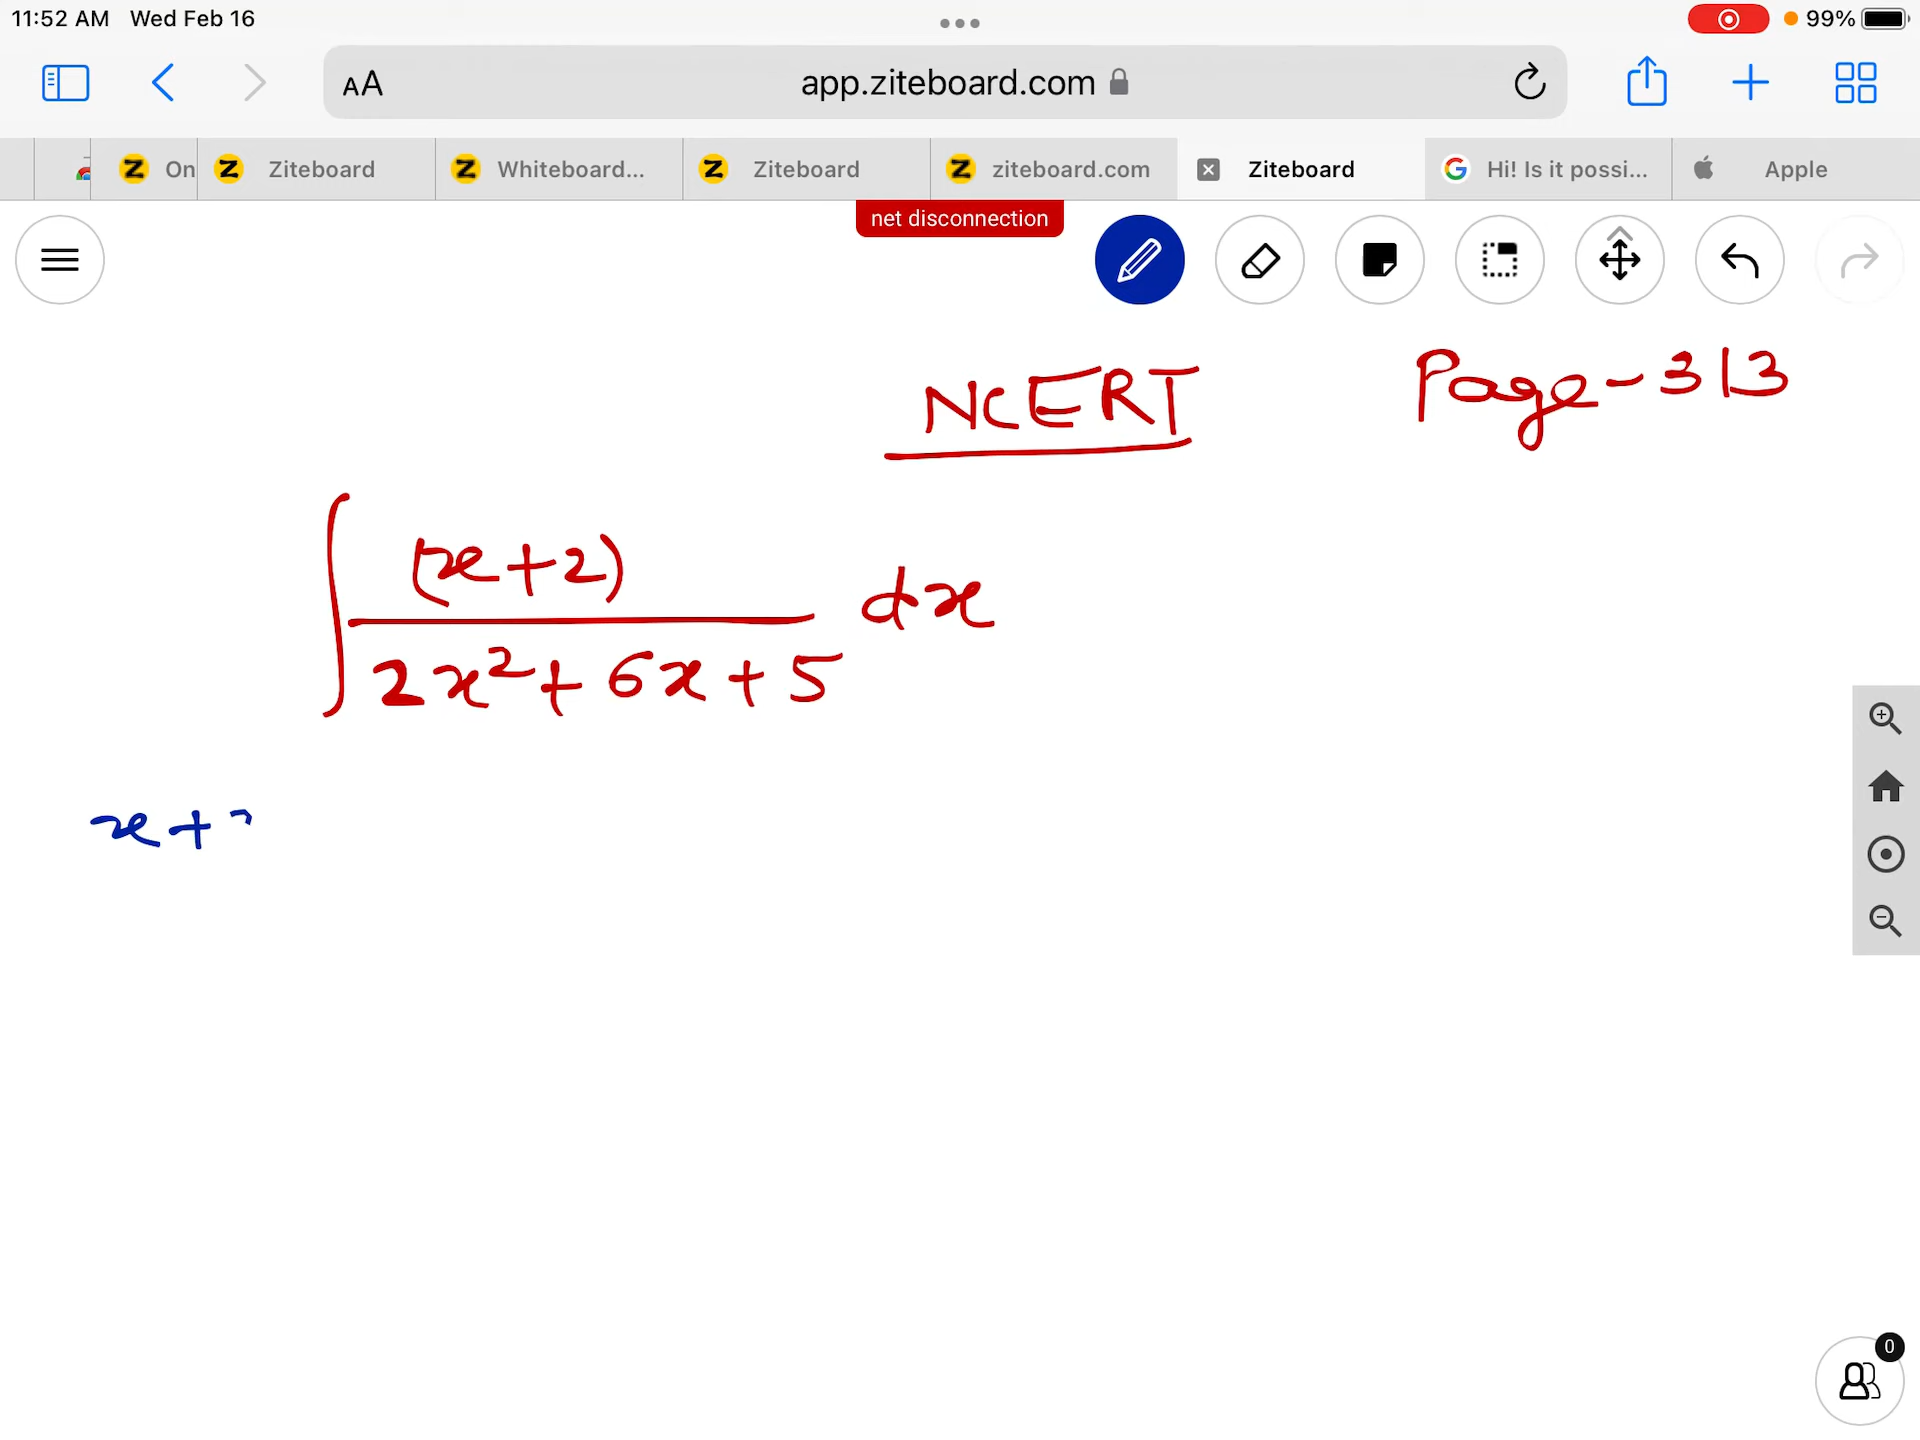 11:52 AM Wed Feb 16 99%
AA app.ziteboard.com
On Ziteboard Whiteboard... Ziteboard ziteboard.com Ziteboard Hi! Is it possi... Apple
net disconnection
NCERT Page-313
∫ (x+2) / 2x²+6x+5 dx
x+
0